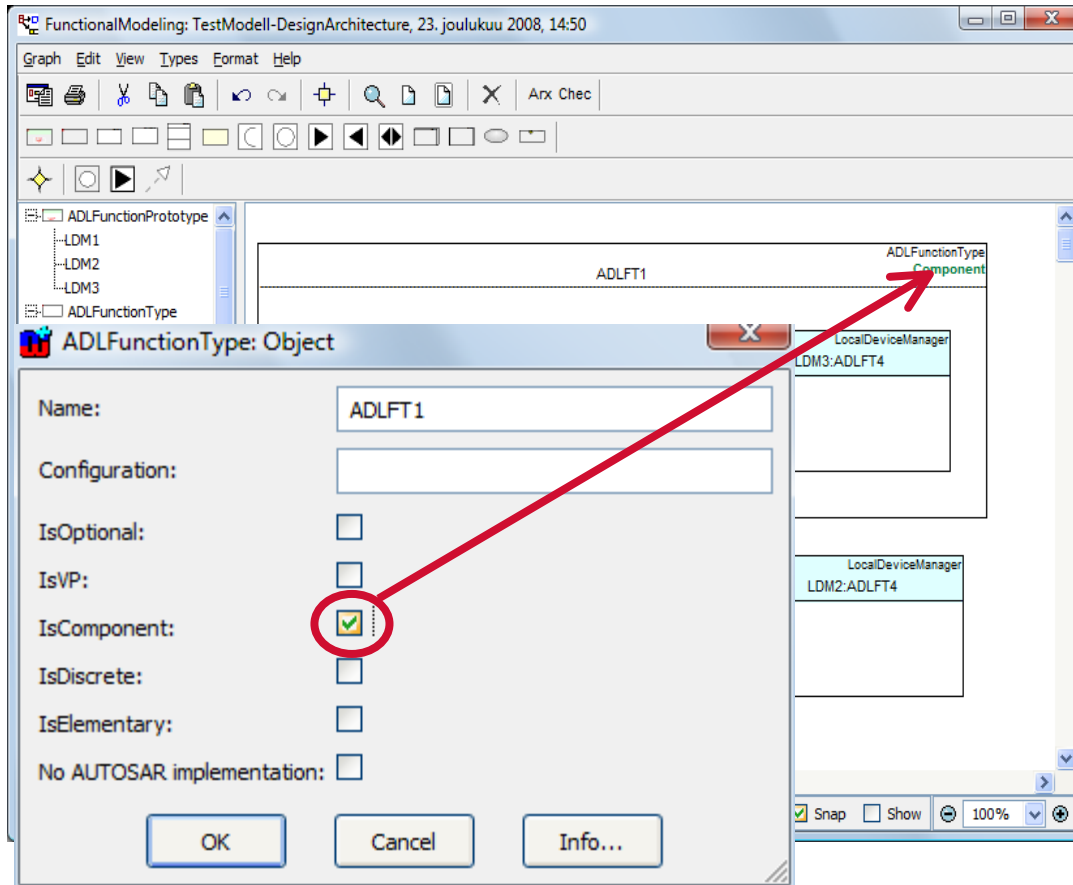 FunctionalModeling: TestModell-DesignArchitecture, 23. joulukuu 2008, 14:50
Graph Edit View Types Format Help
Arx Chec
ADLFunctionPrototype
LDM1
LDM2
LDM3
ADLFunctionType
ADLFunctionType
Component
ADLFT1
LocalDeviceManager
LDM3:ADLFT4
LocalDeviceManager
LDM2:ADLFT4
ADLFunctionType: Object
Name: ADLFT1
Configuration:
IsOptional:
IsVP:
IsComponent:
IsDiscrete:
IsElementary:
No AUTOSAR implementation:
OK Cancel Info...
Snap Show 100%